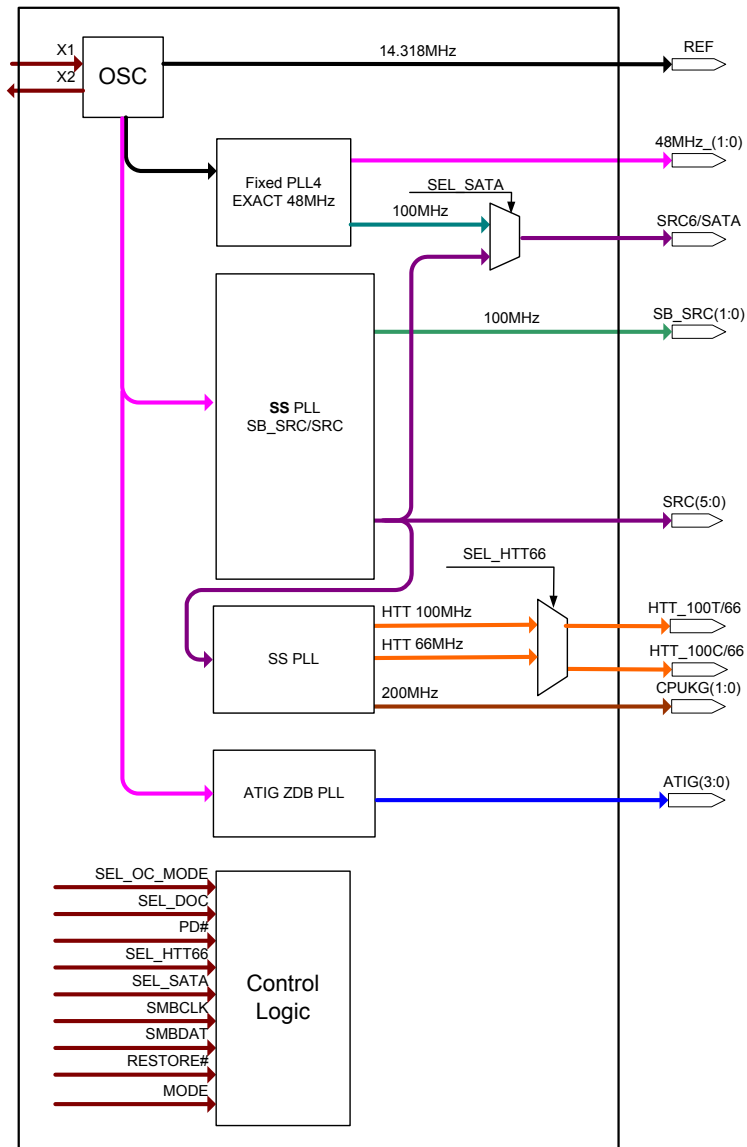 X1
X2
OSC
14.318MHz
REF
Fixed PLL4
EXACT 48MHz
48MHz_(1:0)
SEL_SATA
100MHz
SRC6/SATA
SS PLL
SB_SRC/SRC
100MHz
SB_SRC(1:0)
SRC(5:0)
SEL_HTT66
SS PLL
HTT 100MHz
HTT 66MHz
200MHz
HTT_100T/66
HTT_100C/66
CPUKG(1:0)
ATIG ZDB PLL
ATIG(3:0)
SEL_OC_MODE
SEL_DOC
PD#
SEL_HTT66
SEL_SATA
SMBCLK
SMBDAT
RESTORE#
MODE
Control
Logic